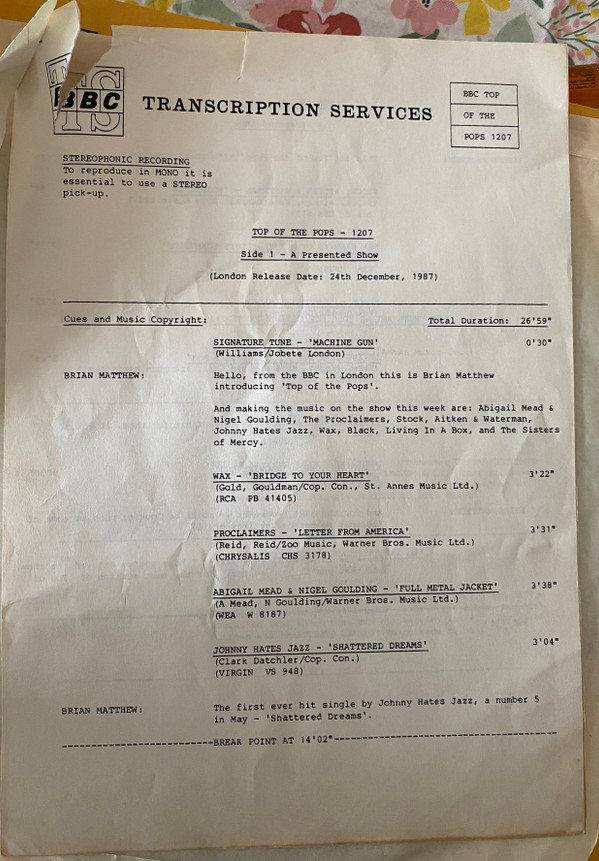 BBC
TS
TRANSCRIPTION SERVICES
BBC TOP
OF THE
POPS 1207
STEREOPHONIC RECORDING
To reproduce in MONO it is
essential to use a STEREO
pick-up.
TOP OF THE POPS - 1207
Side 1 - A Presented Show
(London Release Date: 24th December, 1987)
Cues and Music Copyright: Total Duration: 26'59"
SIGNATURE TUNE - 'MACHINE GUN' 0'30"
(Williams/Jobete London)
BRIAN MATTHEW: Hello, from the BBC in London this is Brian Matthew
introducing 'Top of the Pops'.
And making the music on the show this week are: Abigail Mead &
Nigel Goulding, The Proclaimers, Stock, Aitken & Waterman,
Johnny Hates Jazz, Wax, Black, Living In A Box, and The Sisters
of Mercy.
WAX - 'BRIDGE TO YOUR HEART' 3'22"
(Gold, Gouldman/Cop. Con., St. Annes Music Ltd.)
(RCA PB 41405)
PROCLAIMERS - 'LETTER FROM AMERICA' 3'31"
(Reid, Reid/Zoo Music, Warner Bros. Music Ltd.)
(CHRYSALIS CHS 3178)
ABIGAIL MEAD & NIGEL GOULDING - 'FULL METAL JACKET' 3'38"
(A Mead, N Goulding/Warner Bros. Music Ltd.)
(WEA W 8187)
JOHNNY HATES JAZZ - 'SHATTERED DREAMS' 3'04"
(Clark Datchler/Cop. Con.)
(VIRGIN VS 948)
BRIAN MATTHEW: The first ever hit single by Johnny Hates Jazz, a number 5
in May - 'Shattered Dreams'.
BREAK POINT AT 14'02"